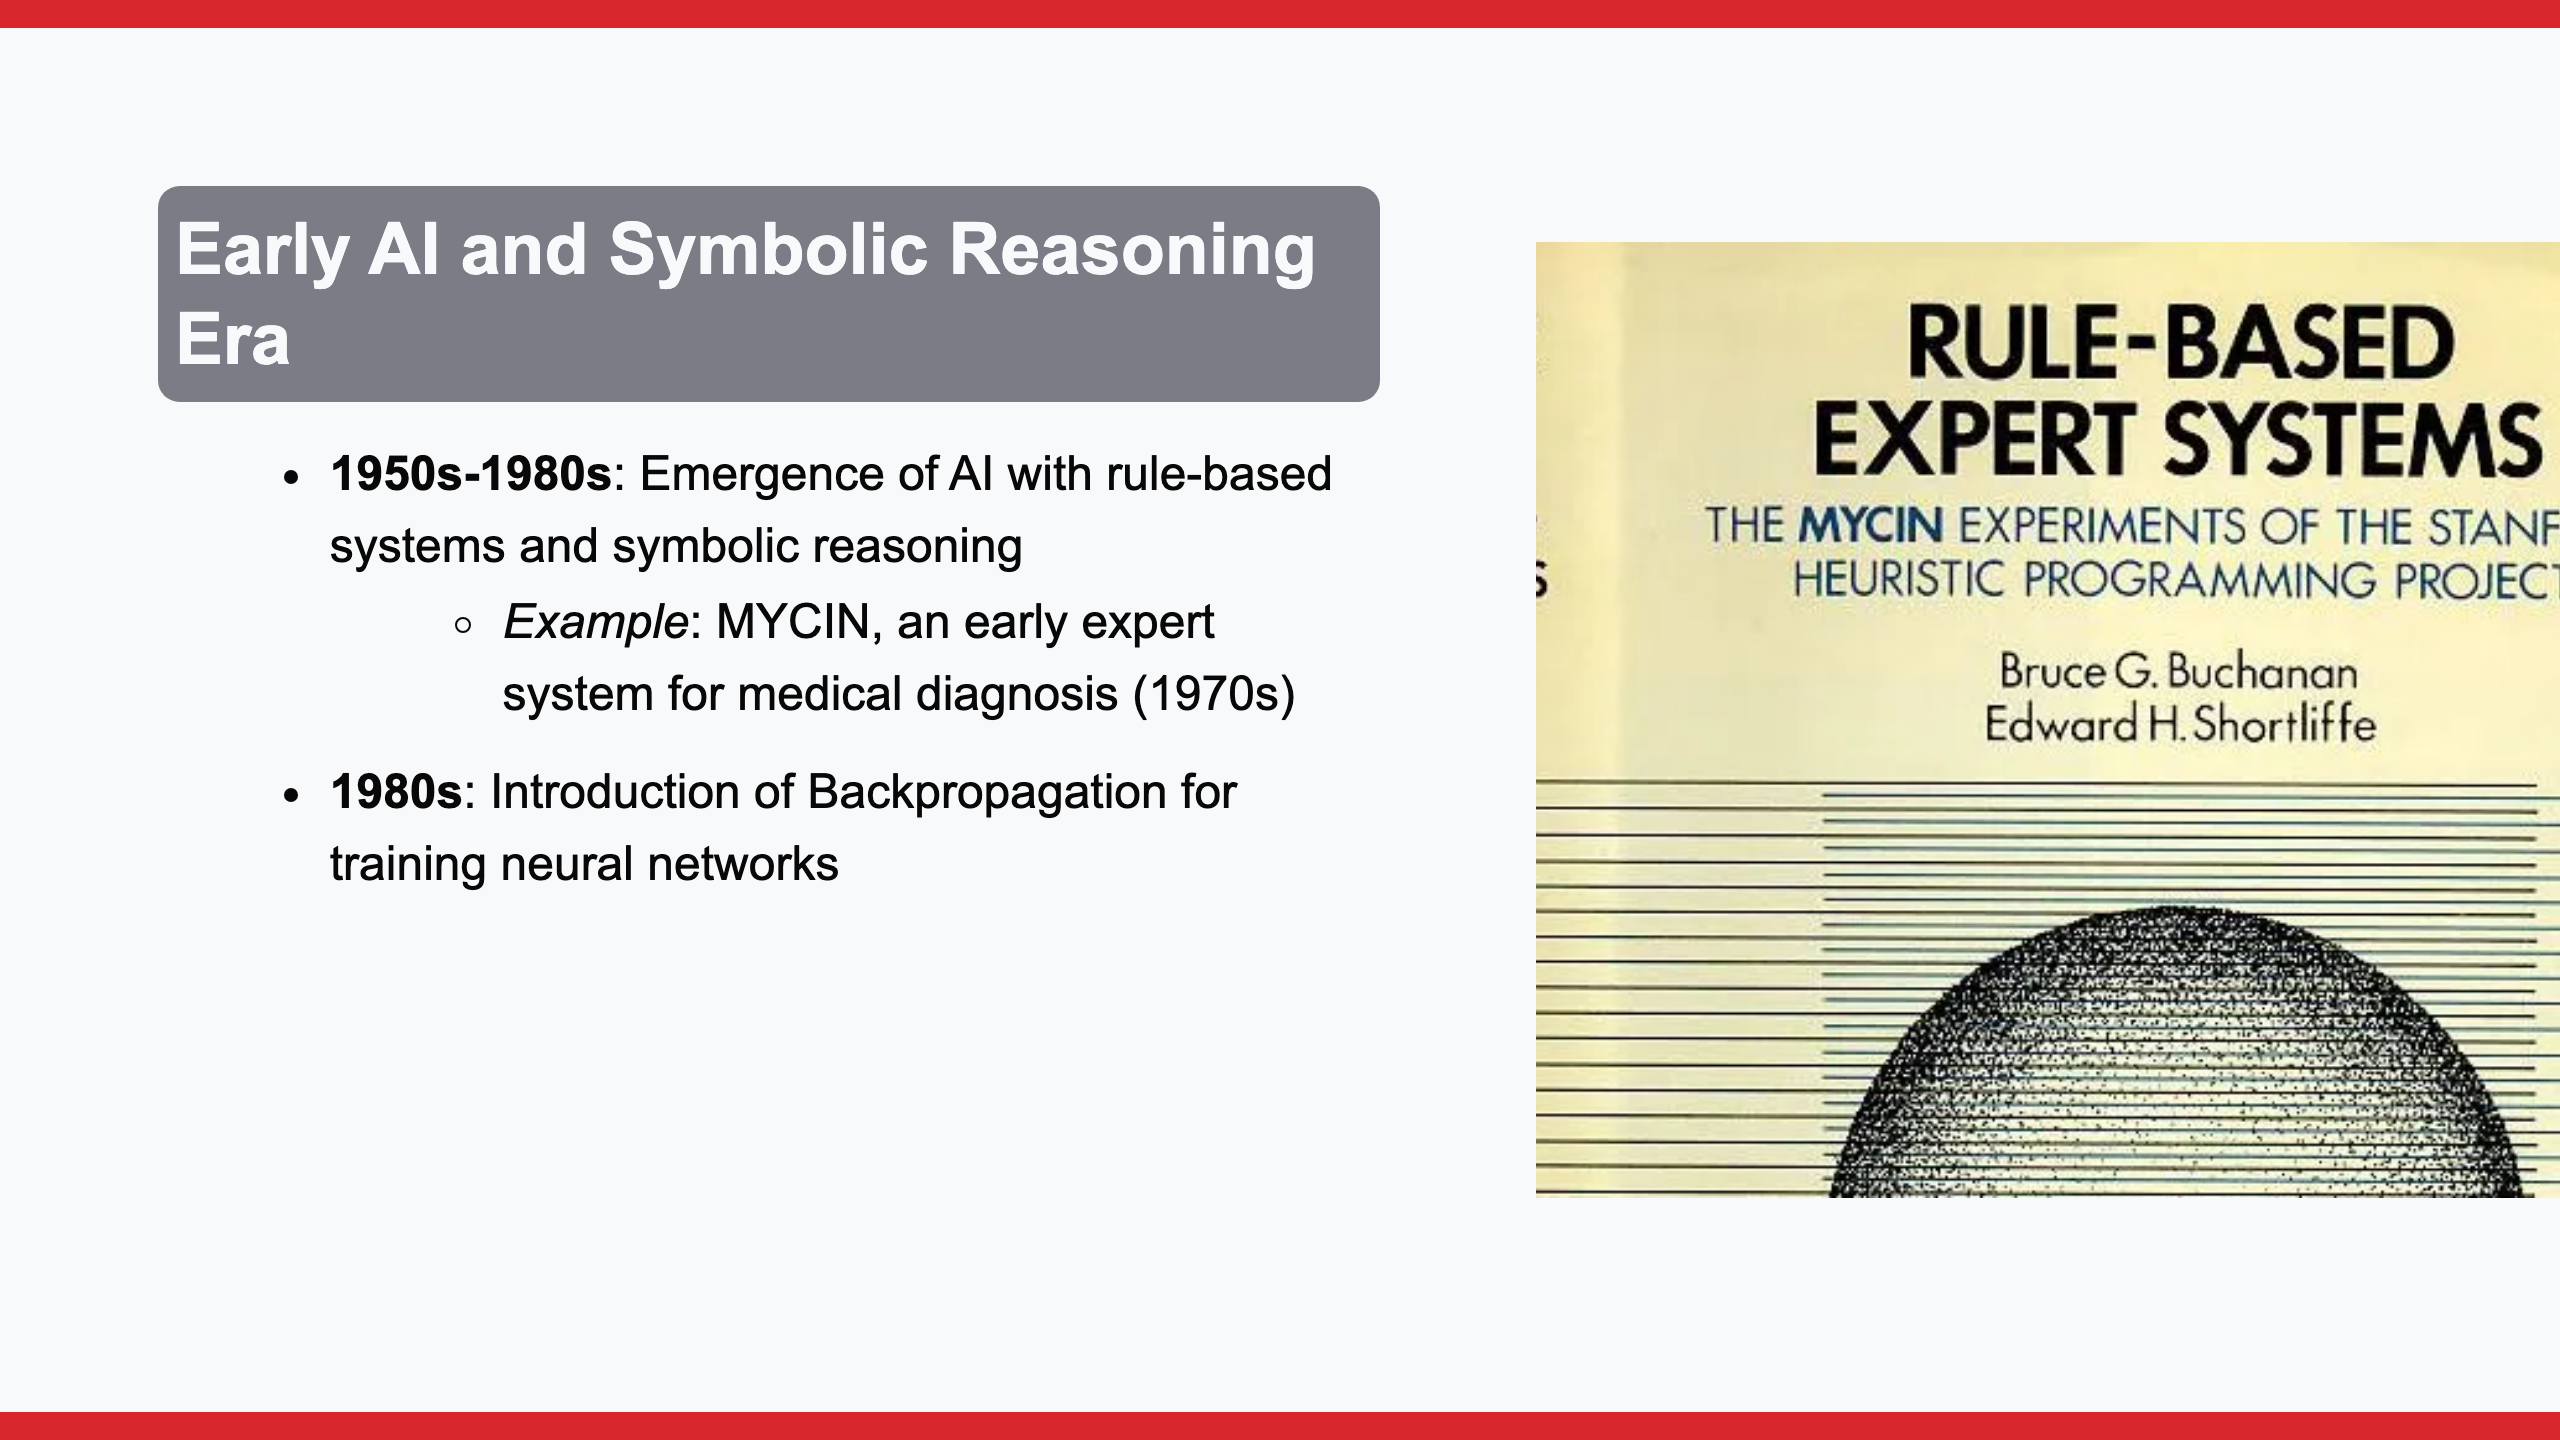 Early AI and Symbolic Reasoning
Era
• 1950s-1980s: Emergence of AI with rule-based
systems and symbolic reasoning
○ Example: MYCIN, an early expert
system for medical diagnosis (1970s)
• 1980s: Introduction of Backpropagation for
training neural networks
RULE-BASED
EXPERT SYSTEMS
THE MYCIN EXPERIMENTS OF THE STANF
HEURISTIC PROGRAMMING PROJECT
Bruce G. Buchanan
Edward H. Shortliffe